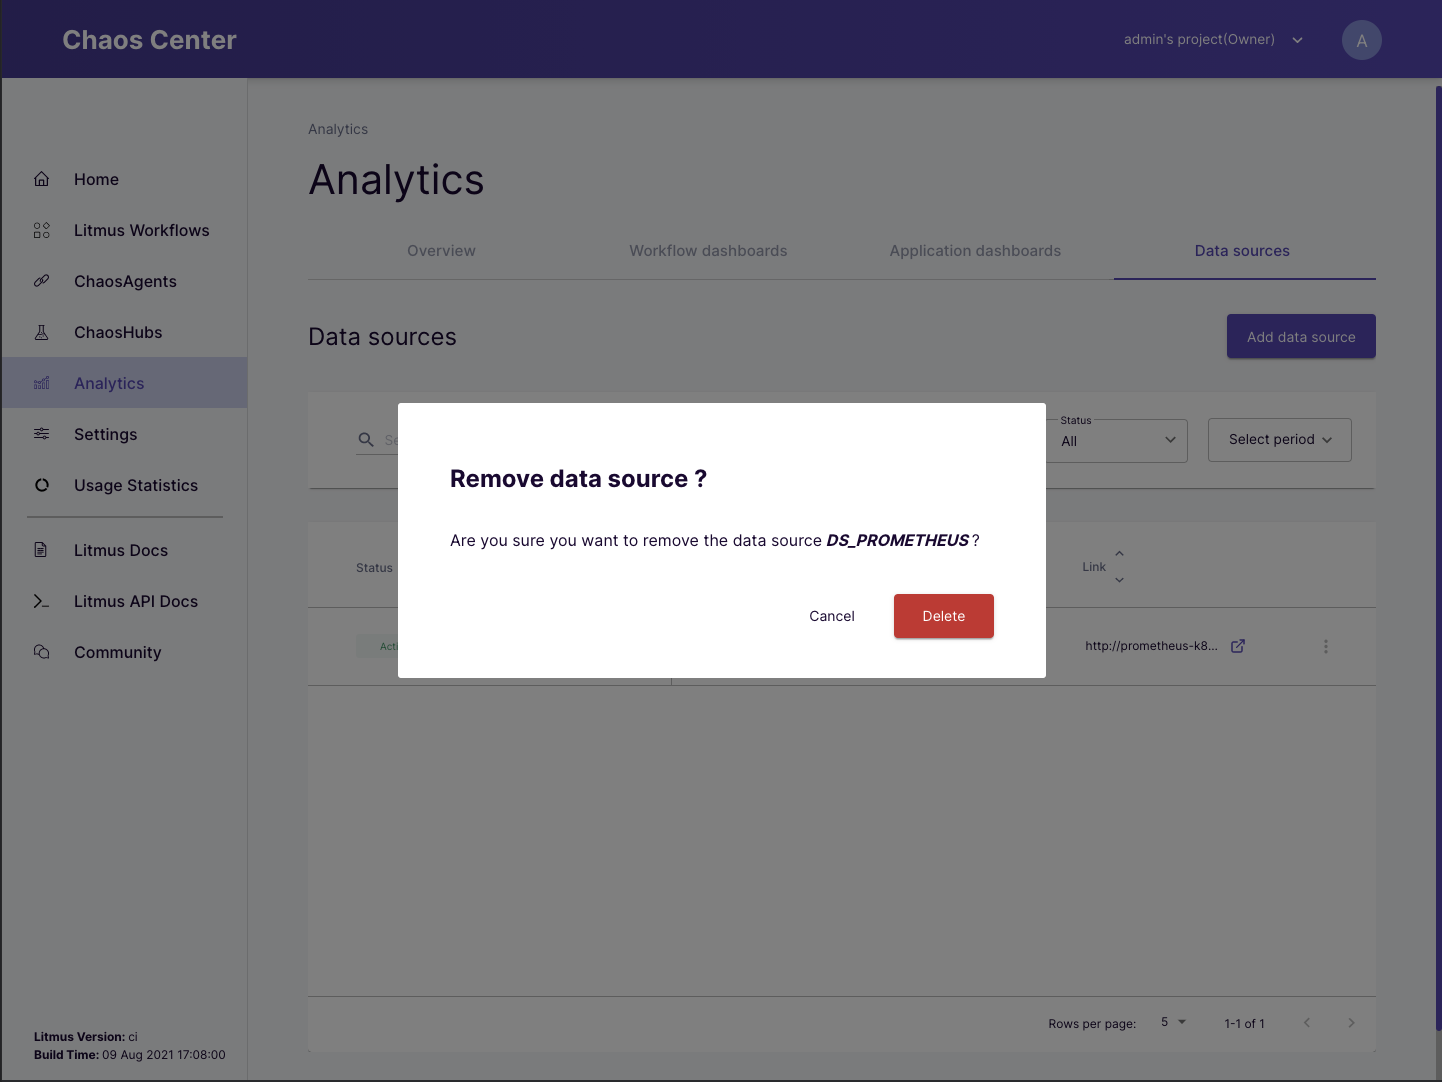 Chaos Center
admin's project(Owner)
A
Home
Litmus Workflows
ChaosAgents
ChaosHubs
Analytics
Settings
Usage Statistics
Litmus Docs
Litmus API Docs
Community
Litmus Version: ci
Build Time: 09 Aug 2021 17:08:00
Analytics
Analytics
Overview Workflow dashboards Application dashboards Data sources
Data sources
Add data source
Status
All
Select period
Remove data source ?
Are you sure you want to remove the data source DS_PROMETHEUS ?
Cancel Delete
Status Link
http://prometheus-k8...
Rows per page: 5 1-1 of 1